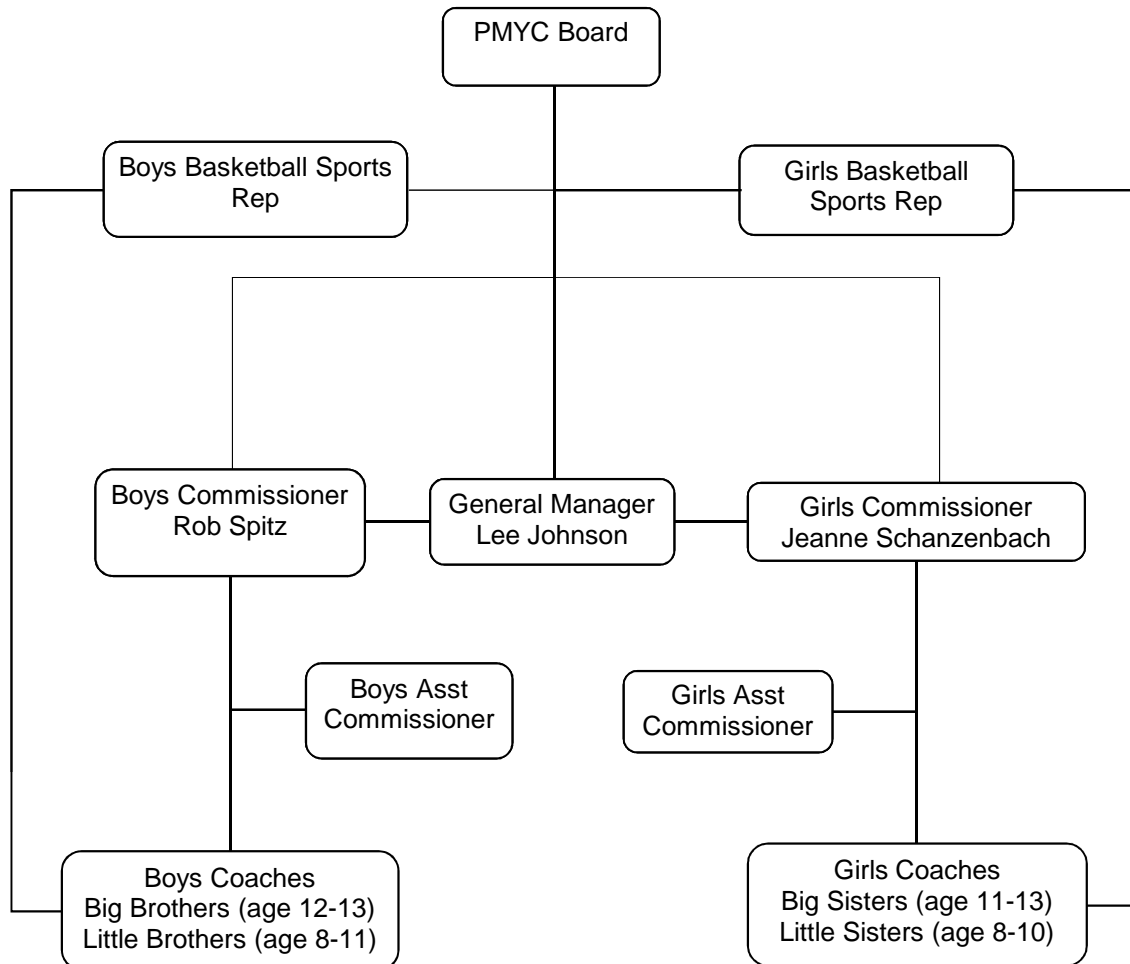 PMYC Board
Boys Basketball Sports
Rep
Girls Basketball
Sports Rep
Boys Commissioner
Rob Spitz
General Manager
Lee Johnson
Girls Commissioner
Jeanne Schanzenbach
Boys Asst
Commissioner
Girls Asst
Commissioner
Boys Coaches
Big Brothers (age 12-13)
Little Brothers (age 8-11)
Girls Coaches
Big Sisters (age 11-13)
Little Sisters (age 8-10)